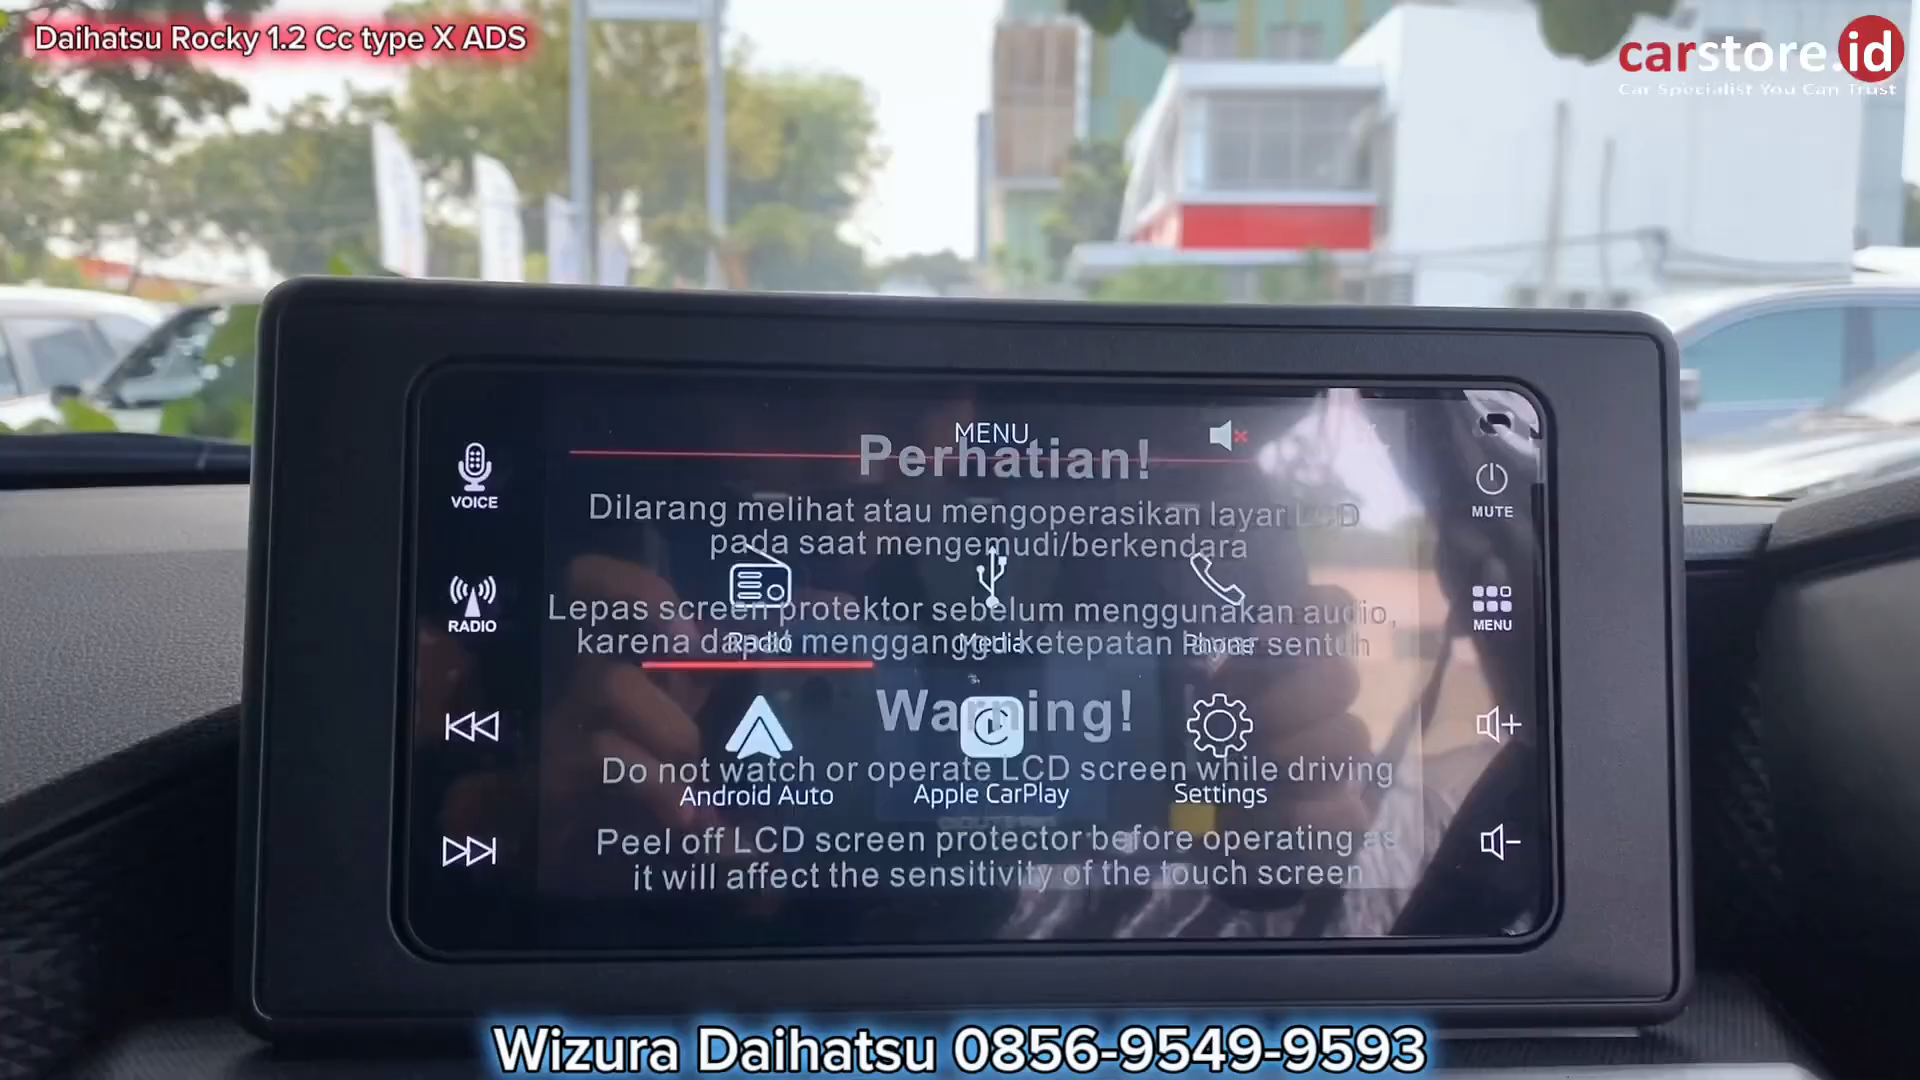 Daihatsu Rocky 1.2 Cc type X ADS
carstore.id
Car Specialist You Can Trust
MENU
Perhatian!
Dilarang melihat atau mengoperasikan layar LCD
pada saat mengemudi/berkendara
Lepas screen protektor sebelum menggunakan audio,
karena dapat mengganggu ketepatan layar sentuh
Radio
Media
Phone
Warning!
Do not watch or operate LCD screen while driving
Android Auto
Apple CarPlay
Settings
Peel off LCD screen protector before operating as
it will affect the sensitivity of the touch screen
VOICE
RADIO
MUTE
MENU
Wizura Daihatsu 0856-9549-9593